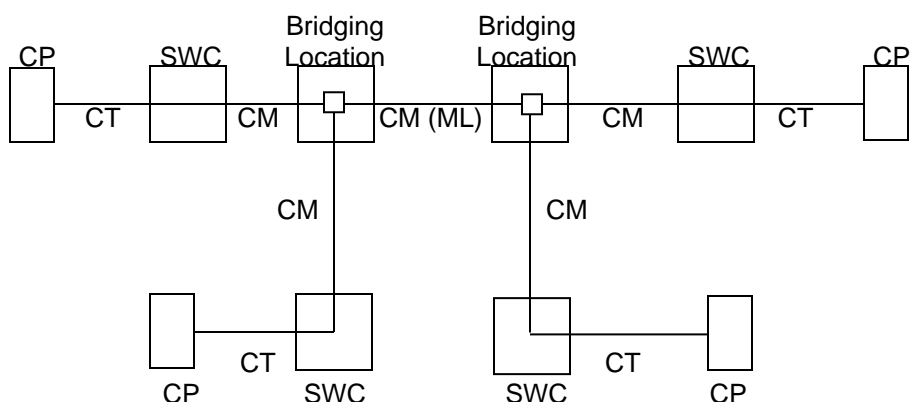 Bridging
Location
Bridging
Location
CP
SWC
SWC
CP
CT
CM
CM (ML)
CM
CT
CM
CM
CT
CT
CP
SWC
SWC
CP